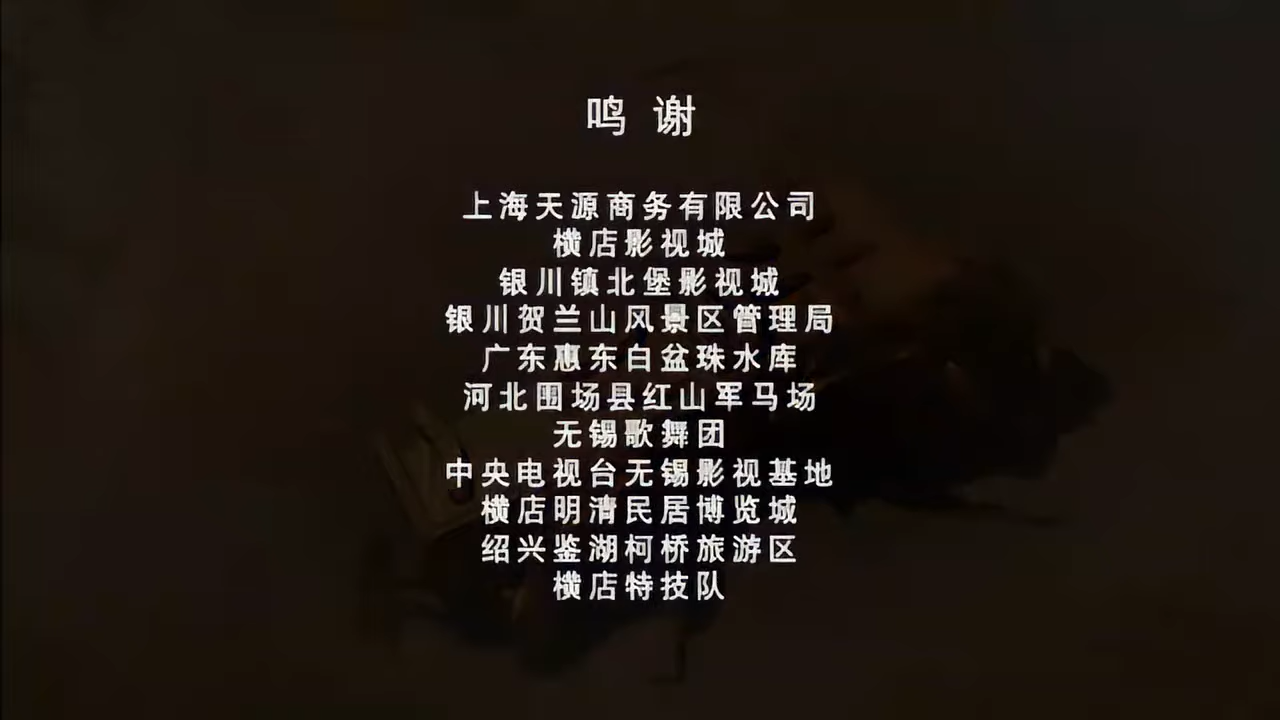 鸣谢
上海天源商务有限公司
横店影视城
银川镇北堡影视城
银川贺兰山风景区管理局
广东惠东白盆珠水库
河北围场县红山军马场
无锡歌舞团
中央电视台无锡影视基地
横店明清民居博览城
绍兴鉴湖柯桥旅游区
横店特技队